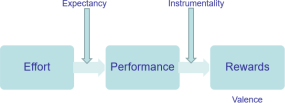 Expectancy
Instrumentality
Effort
Performance
Rewards
Valence